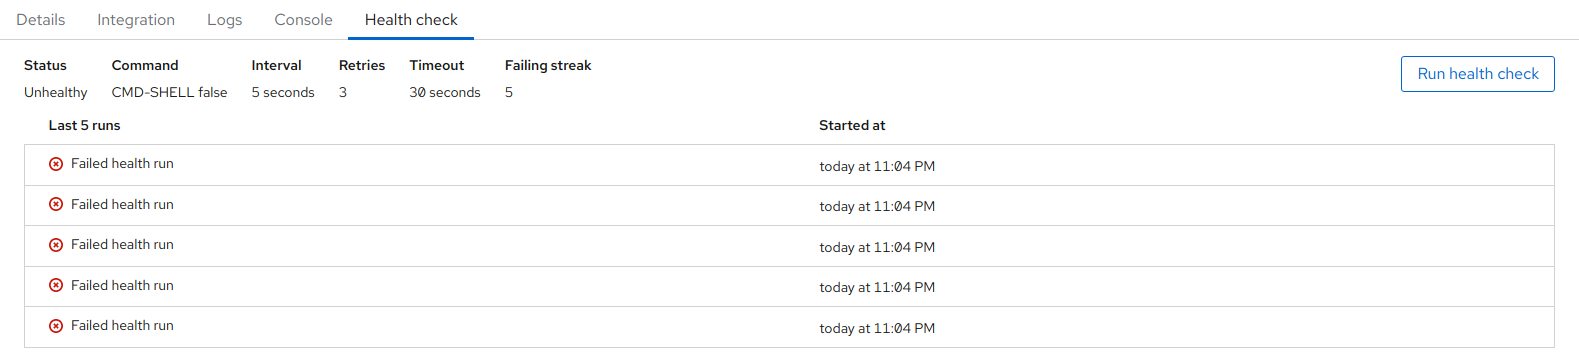 Details Integration Logs Console Health check
Status Command Interval Retries Timeout Failing streak
Run health check
Unhealthy CMD-SHELL false 5 seconds 3 30 seconds 5
Last 5 runs Started at
Failed health run today at 11:04 PM
Failed health run today at 11:04 PM
Failed health run today at 11:04 PM
Failed health run today at 11:04 PM
Failed health run today at 11:04 PM